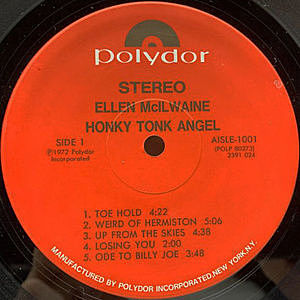 polydor
STEREO
ELLEN McILWAINE
HONKY TONK ANGEL
SIDE 1
℗1972 Polydor
Incorporated
AISLE-1001
(POLP 80273)
2391 024
1. TOE HOLD 4:22
2. WEIRD OF HERMISTON 5:06
3. UP FROM THE SKIES 4:38
4. LOSING YOU 2:00
5. ODE TO BILLY JOE 3:48
MANUFACTURED BY POLYDOR INCORPORATED, NEW YORK, N.Y.